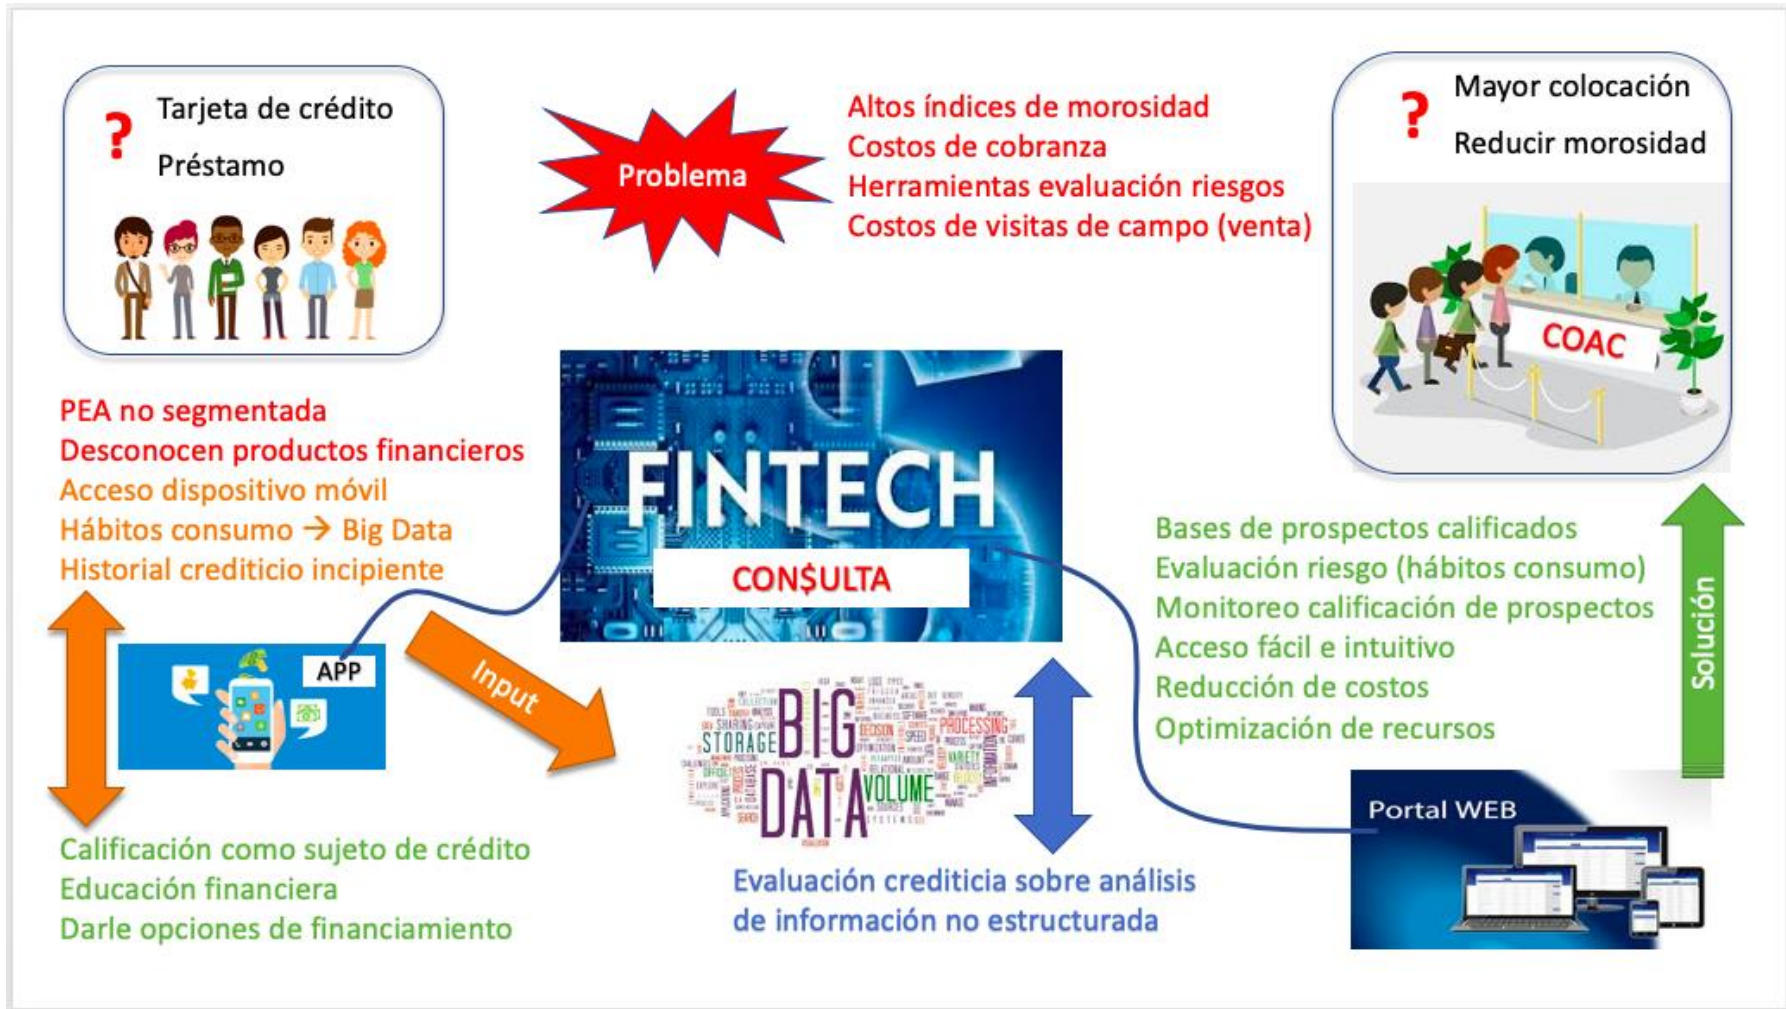 ?
Tarjeta de crédito
Préstamo
Problema
Altos índices de morosidad
Costos de cobranza
Herramientas evaluación riesgos
Costos de visitas de campo (venta)
?
Mayor colocación
Reducir morosidad
COAC
PEA no segmentada
Desconocen productos financieros
Acceso dispositivo móvil
Hábitos consumo → Big Data
Historial crediticio incipiente
APP
Input
Calificación como sujeto de crédito
Educación financiera
Darle opciones de financiamiento
FINTECH
CON$ULTA
BIG
DATA
STORAGE
VOLUME
PROCESSING
DECISION
SPEED
VARIETY
INFORMATION
SHARING
Evaluación crediticia sobre análisis
de información no estructurada
Bases de prospectos calificados
Evaluación riesgo (hábitos consumo)
Monitoreo calificación de prospectos
Acceso fácil e intuitivo
Reducción de costos
Optimización de recursos
Solución
Portal WEB